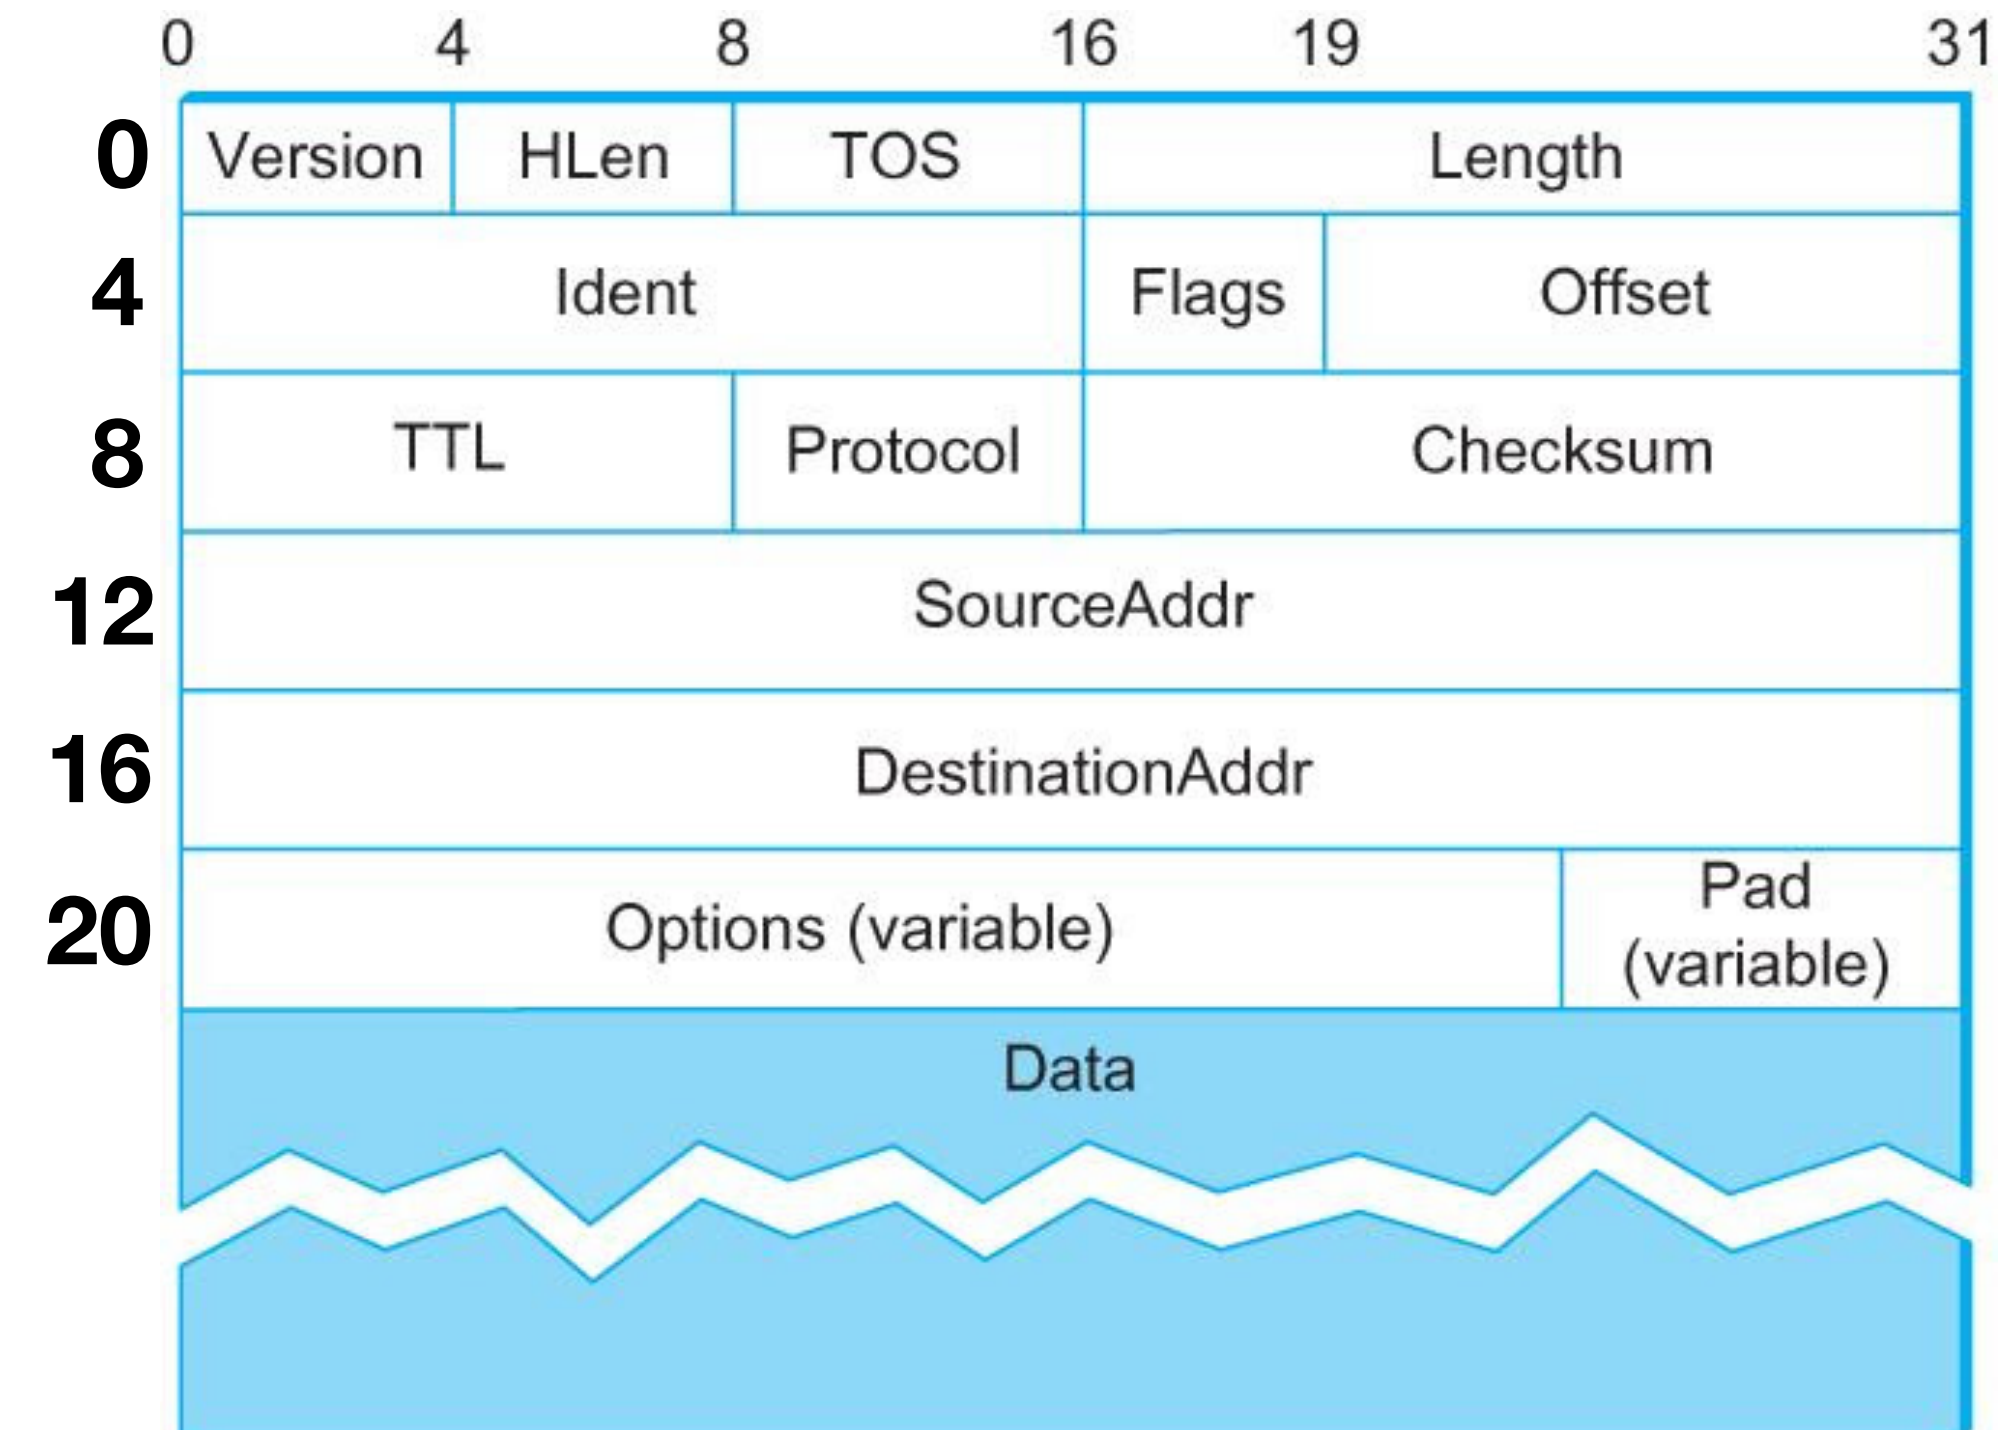 0 4 8 16 19 31
0 Version HLen TOS Length
4 Ident Flags Offset
8 TTL Protocol Checksum
12 SourceAddr
16 DestinationAddr
20 Options (variable) Pad
(variable)
Data